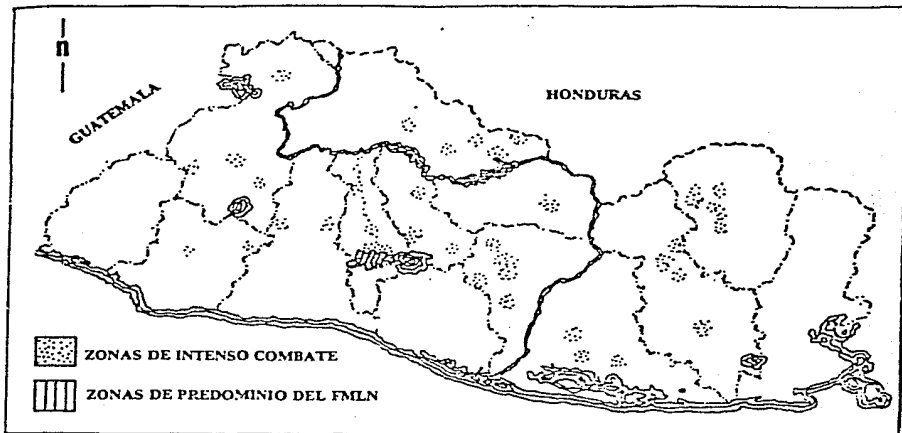 n
GUATEMALA
HONDURAS
ZONAS DE INTENSO COMBATE
ZONAS DE PREDOMINIO DEL FMLN